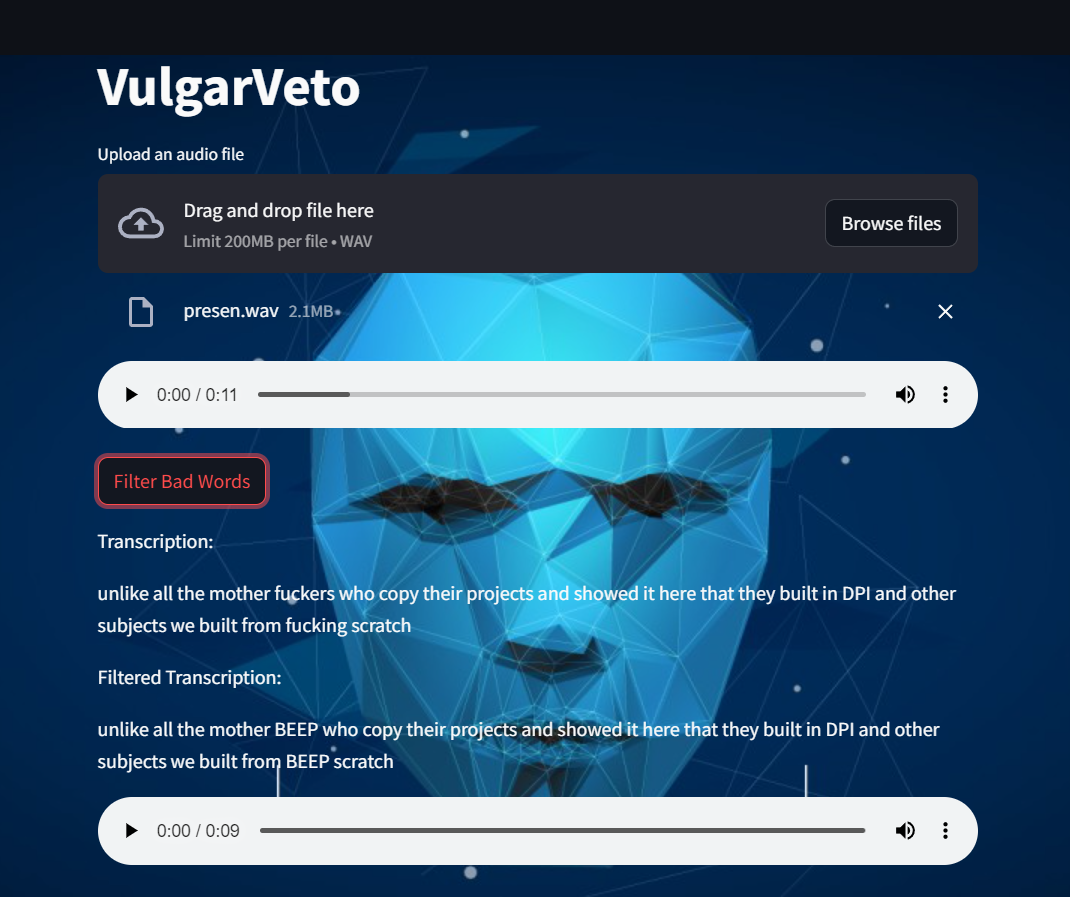 VulgarVeto
Upload an audio file
Drag and drop file here
Limit 200MB per file • WAV
Browse files
presen.wav 2.1MB
0:00 / 0:11
Filter Bad Words
Transcription:
unlike all the mother fuckers who copy their projects and showed it here that they built in DPI and other
subjects we built from fucking scratch
Filtered Transcription:
unlike all the mother BEEP who copy their projects and showed it here that they built in DPI and other
subjects we built from BEEP scratch
0:00 / 0:09